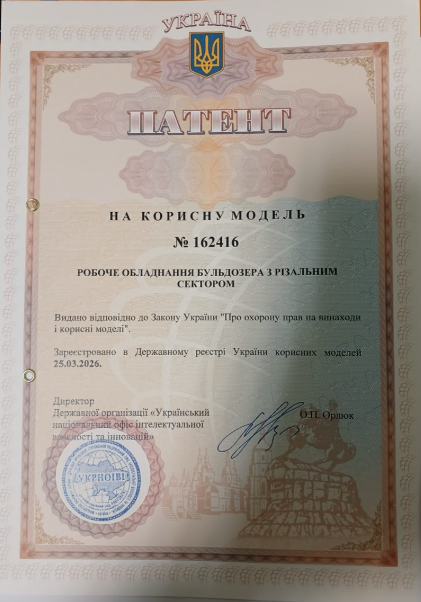 УКРАЇНА
ПАТЕНТ
НА КОРИСНУ МОДЕЛЬ
№ 162416
РОБОЧЕ ОБЛАДНАННЯ БУЛЬДОЗЕРА З РІЗАЛЬНИМ
СЕКТОРОМ
Видано відповідно до Закону України "Про охорону прав на винаходи
і корисні моделі".
Зареєстровано в Державному реєстрі України корисних моделей
25.03.2026.
Директор
Державної організації «Український
національний офіс інтелектуальної
власності та інновацій»
О.П. Орлюк
УКРНОІВІ